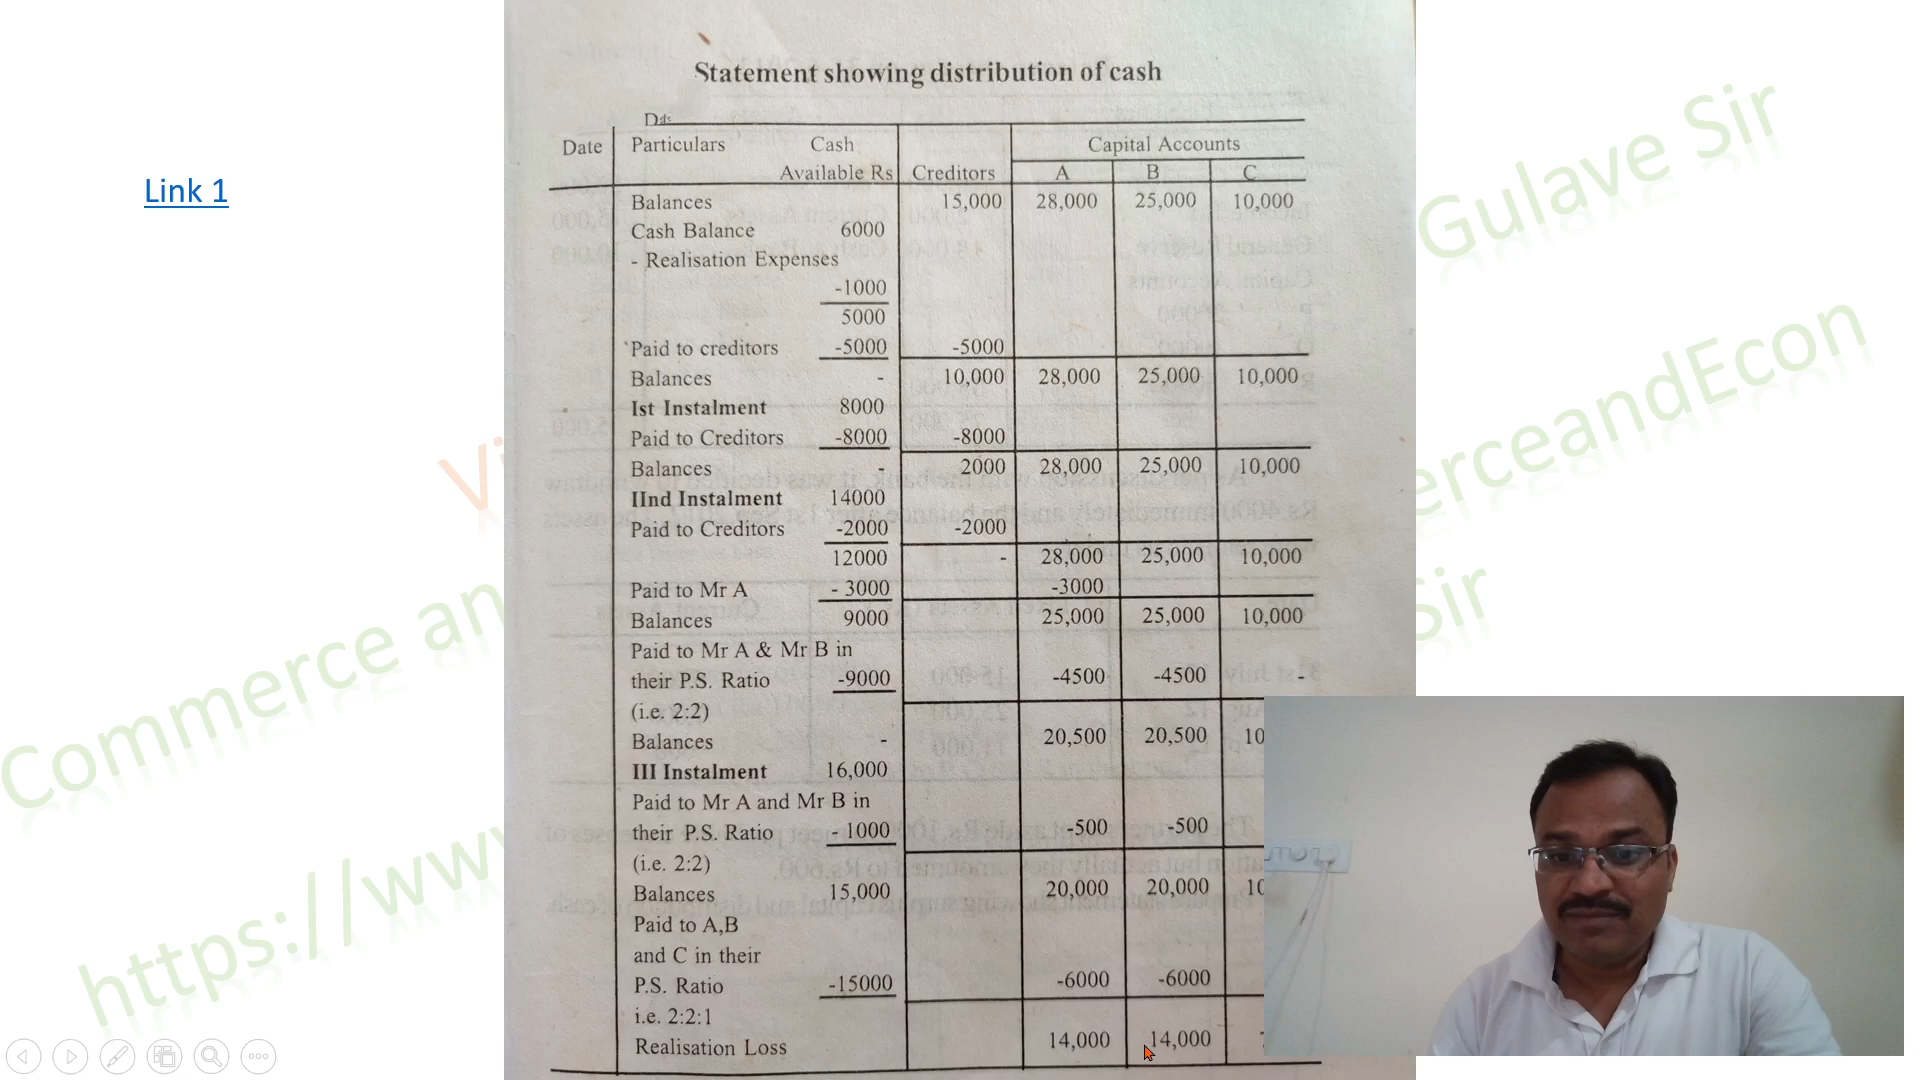 Link 1
Statement showing distribution of cash
Date Particulars Cash Capital Accounts
Available Rs Creditors A B C
Balances 15,000 28,000 25,000 10,000
Cash Balance 6000
- Realisation Expenses
-1000
5000
Paid to creditors -5000 -5000
Balances - 10,000 28,000 25,000 10,000
Ist Instalment 8000
Paid to Creditors -8000 -8000
Balances - 2000 28,000 25,000 10,000
IInd Instalment 14000
Paid to Creditors -2000 -2000
12000 - 28,000 25,000 10,000
Paid to Mr A - 3000 -3000
Balances 9000 25,000 25,000 10,000
Paid to Mr A & Mr B in
their P.S. Ratio -9000 -4500 -4500 -
(i.e. 2:2)
Balances - 20,500 20,500 10
III Instalment 16,000
Paid to Mr A and Mr B in
their P.S. Ratio - 1000 -500 -500
(i.e. 2:2)
Balances 15,000 20,000 20,000 10
Paid to A,B
and C in their
P.S. Ratio -15000 -6000 -6000
i.e. 2:2:1
Realisation Loss 14,000 14,000
Gulave Sir
erceandEcon
Sir
Vi
Commerce an
https://www